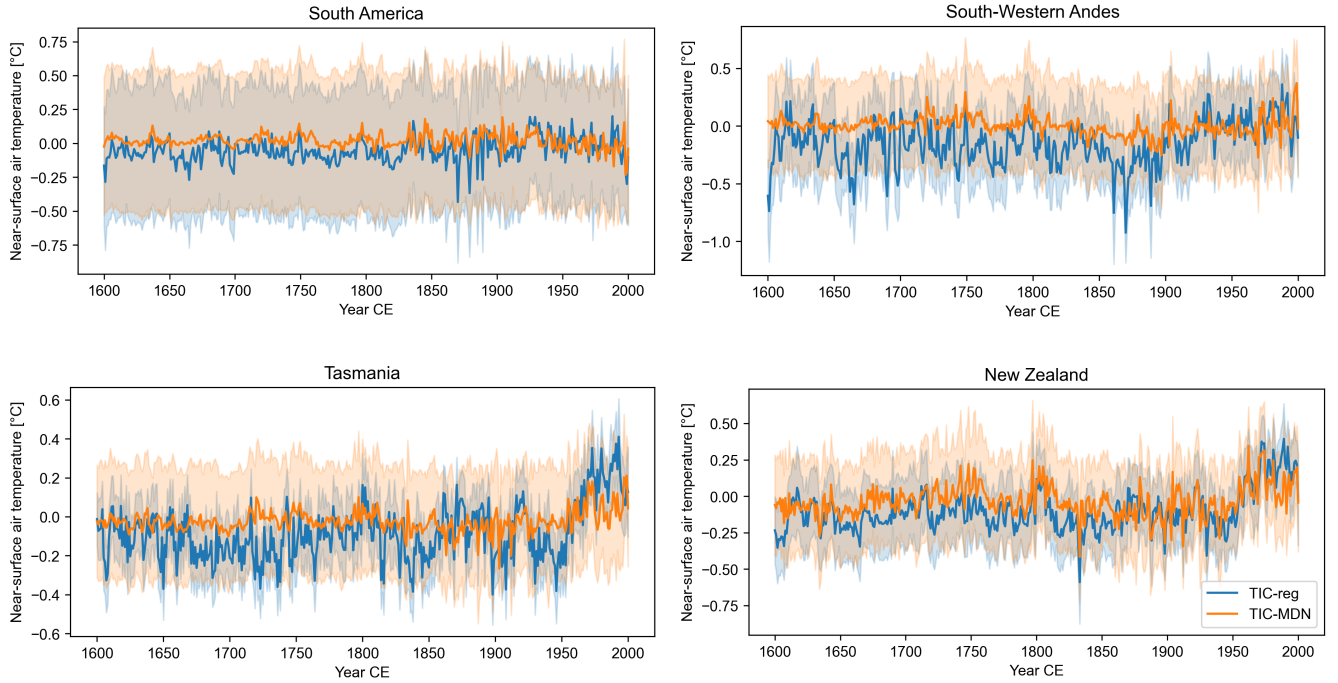 South America
Near-surface air temperature [°C]
0.75
0.50
0.25
0.00
−0.25
−0.50
−0.75
1600 1650 1700 1750 1800 1850 1900 1950 2000
Year CE
South-Western Andes
Near-surface air temperature [°C]
0.5
0.0
−0.5
−1.0
1600 1650 1700 1750 1800 1850 1900 1950 2000
Year CE
Tasmania
Near-surface air temperature [°C]
0.6
0.4
0.2
0.0
−0.2
−0.4
−0.6
1600 1650 1700 1750 1800 1850 1900 1950 2000
Year CE
New Zealand
Near-surface air temperature [°C]
0.50
0.25
0.00
−0.25
−0.50
−0.75
TIC-reg
TIC-MDN
1600 1650 1700 1750 1800 1850 1900 1950 2000
Year CE